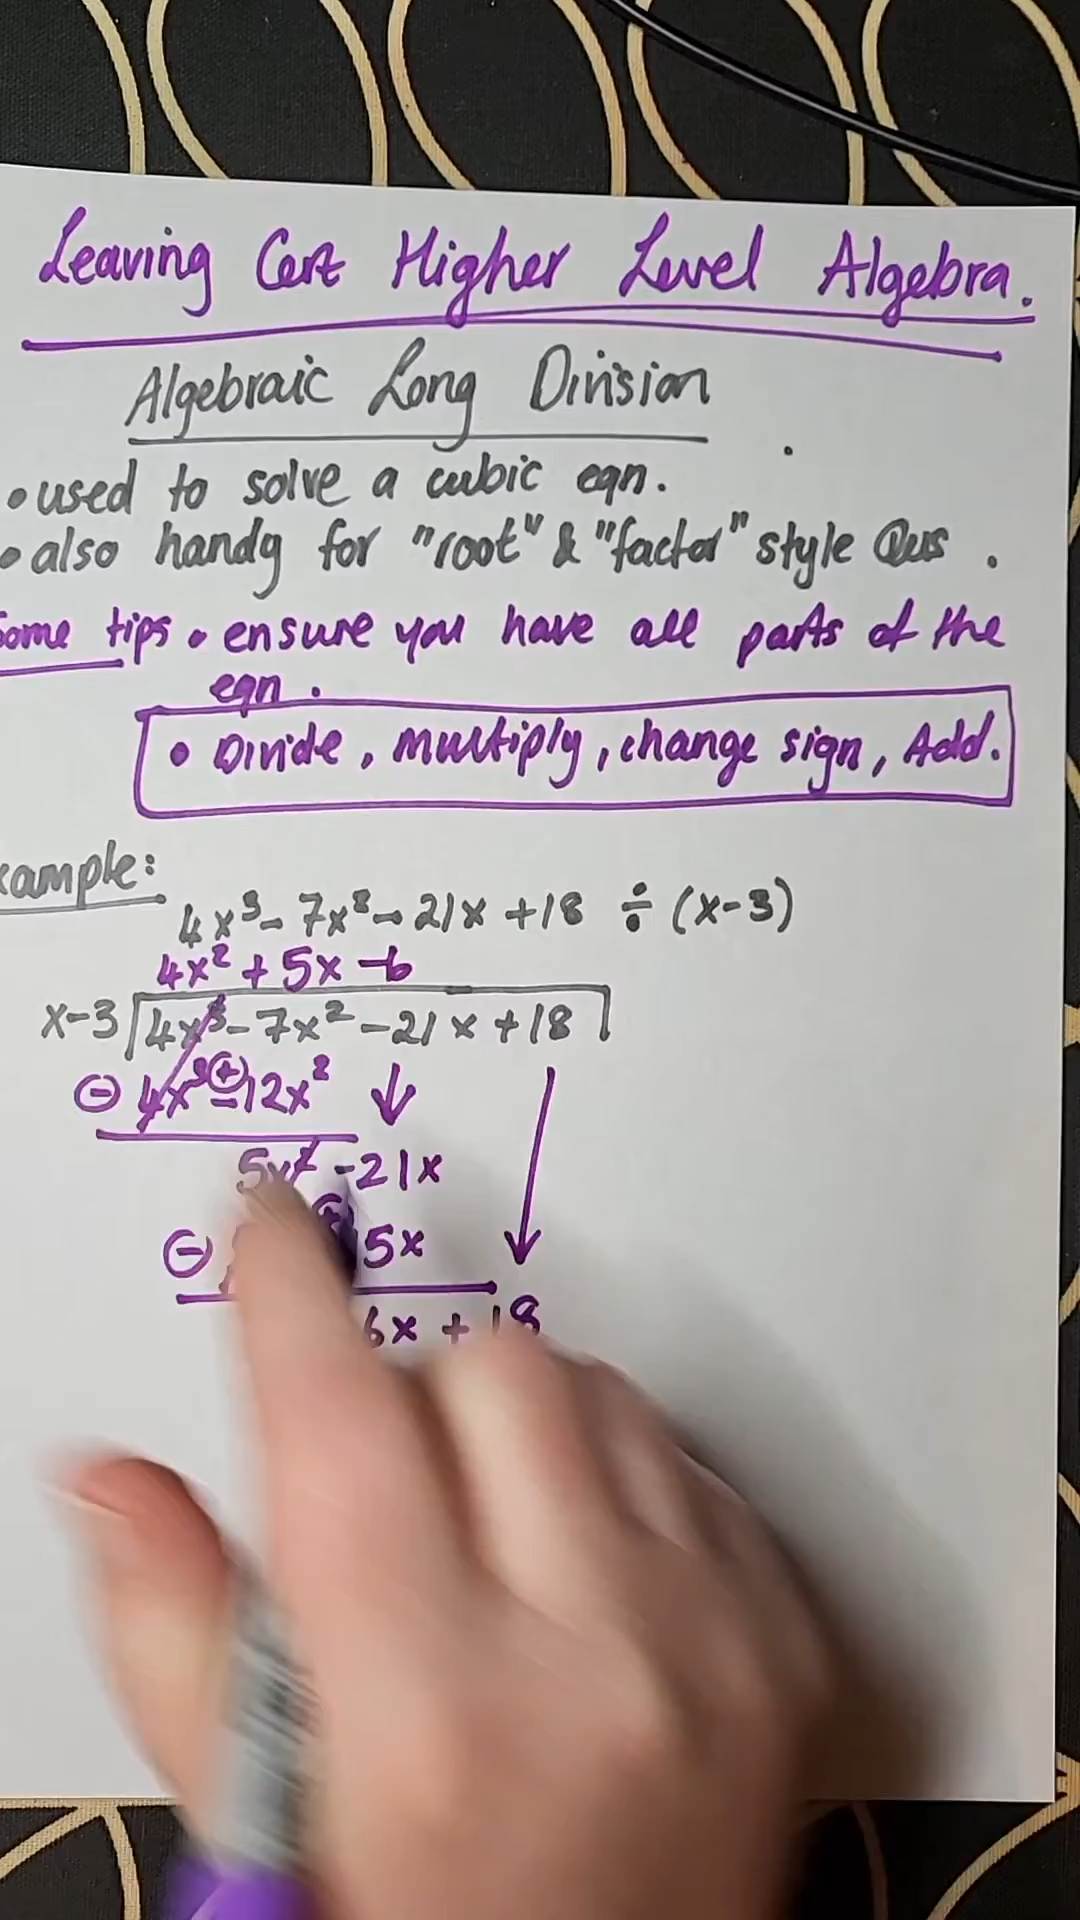 Leaving Cert Higher Level Algebra.
Algebraic Long Division
• used to solve a cubic eqn.
• also handy for "root" & "factor" style Qus.
Some tips • ensure you have all parts of the
eqn.
• Divide, multiply, change sign, Add.
xample:
4x³ - 7x² - 21x + 18 ÷ (x-3)
4x² + 5x - 6
x-3 4x³ - 7x² - 21x + 18
⊖ 4x³ ⊕ - 12x² ↓
5x² - 21x
⊖ ⊕ 5x
6x + 18